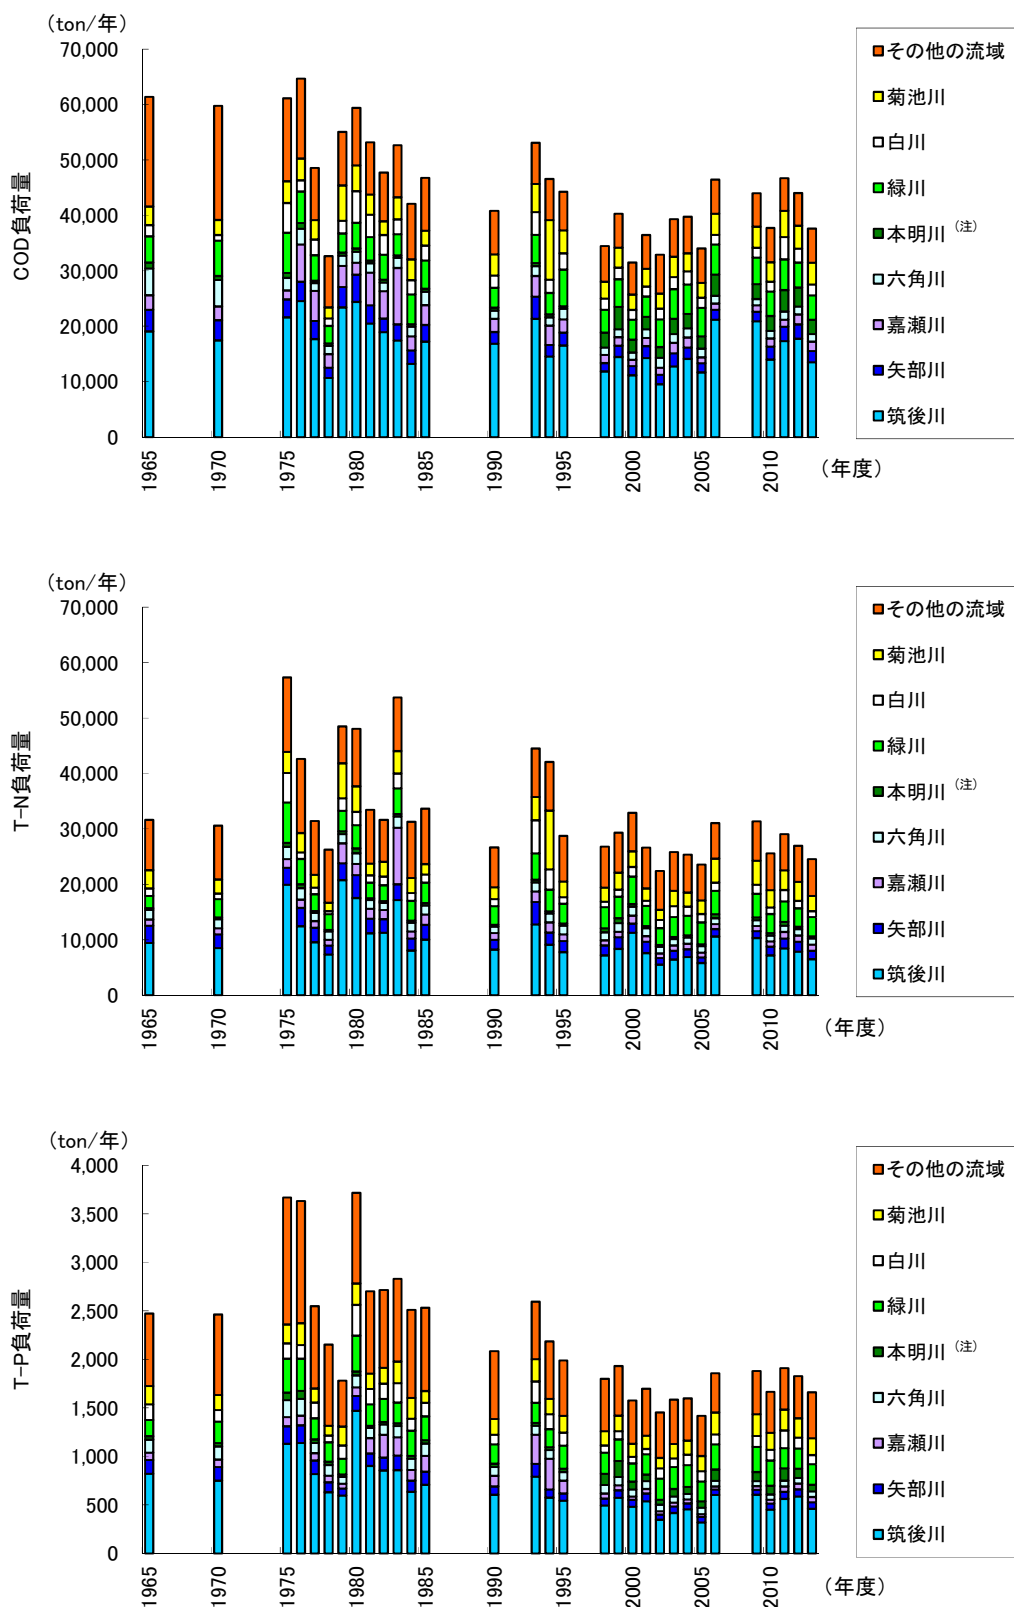 （ton/年）
70,000
60,000
50,000
40,000
30,000
20,000
10,000
0
COD負荷量
1965
1970
1975
1980
1985
1990
1995
2000
2005
2010
（年度）
その他の流域
菊池川
白川
緑川
本明川（注）
六角川
嘉瀬川
矢部川
筑後川
（ton/年）
70,000
60,000
50,000
40,000
30,000
20,000
10,000
0
T-N負荷量
1965
1970
1975
1980
1985
1990
1995
2000
2005
2010
（年度）
その他の流域
菊池川
白川
緑川
本明川（注）
六角川
嘉瀬川
矢部川
筑後川
（ton/年）
4,000
3,500
3,000
2,500
2,000
1,500
1,000
500
0
T-P負荷量
1965
1970
1975
1980
1985
1990
1995
2000
2005
2010
（年度）
その他の流域
菊池川
白川
緑川
本明川（注）
六角川
嘉瀬川
矢部川
筑後川